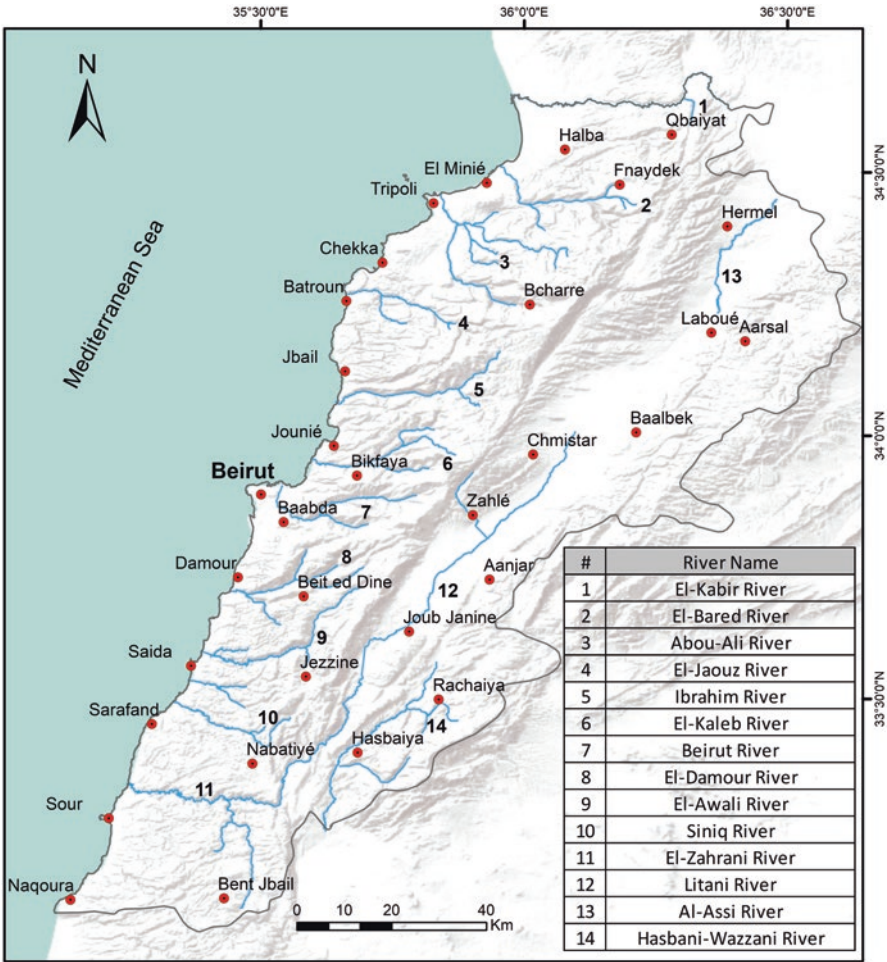 35°30'0"E
36°0'0"E
36°30'0"E
N
1
Qbaiyat
Halba
El Minié
Fnaydek
34°30'0"N
Tripoli
2
Hermel
Mediterranean Sea
Chekka
3
13
Batroun
Bcharre
4
Laboué
Aarsal
Jbail
5
Baalbek
34°0'0"N
Jounié
Chmistar
Bikfaya
6
Beirut
Zahlé
7
Baabda
8
Damour
Aanjar
Beit ed Dine
12
Joub Janine
9
Saida
Jezzine
Rachaiya
33°30'0"N
Sarafand
10
14
Nabatiyé
Hasbaiya
11
Sour
Naqoura
Bent Jbail
0 10 20 40
Km
# River Name
1 El-Kabir River
2 El-Bared River
3 Abou-Ali River
4 El-Jaouz River
5 Ibrahim River
6 El-Kaleb River
7 Beirut River
8 El-Damour River
9 El-Awali River
10 Siniq River
11 El-Zahrani River
12 Litani River
13 Al-Assi River
14 Hasbani-Wazzani River